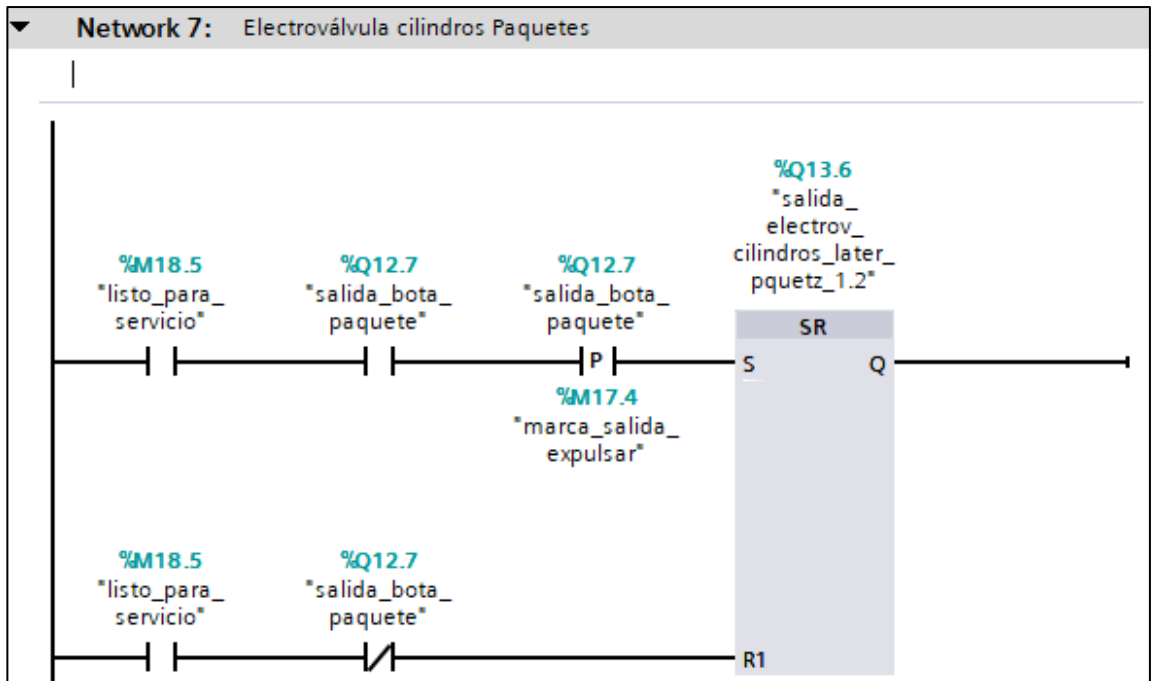 Network 7: Electroválvula cilindros Paquetes
%Q13.6
"salida_
electrov_
cilindros_later_
pquetz_1.2"
%M18.5
"listo_para_
servicio"
%Q12.7
"salida_bota_
paquete"
%Q12.7
"salida_bota_
paquete"
P
%M17.4
"marca_salida_
expulsar"
SR
S
Q
%M18.5
"listo_para_
servicio"
%Q12.7
"salida_bota_
paquete"
R1